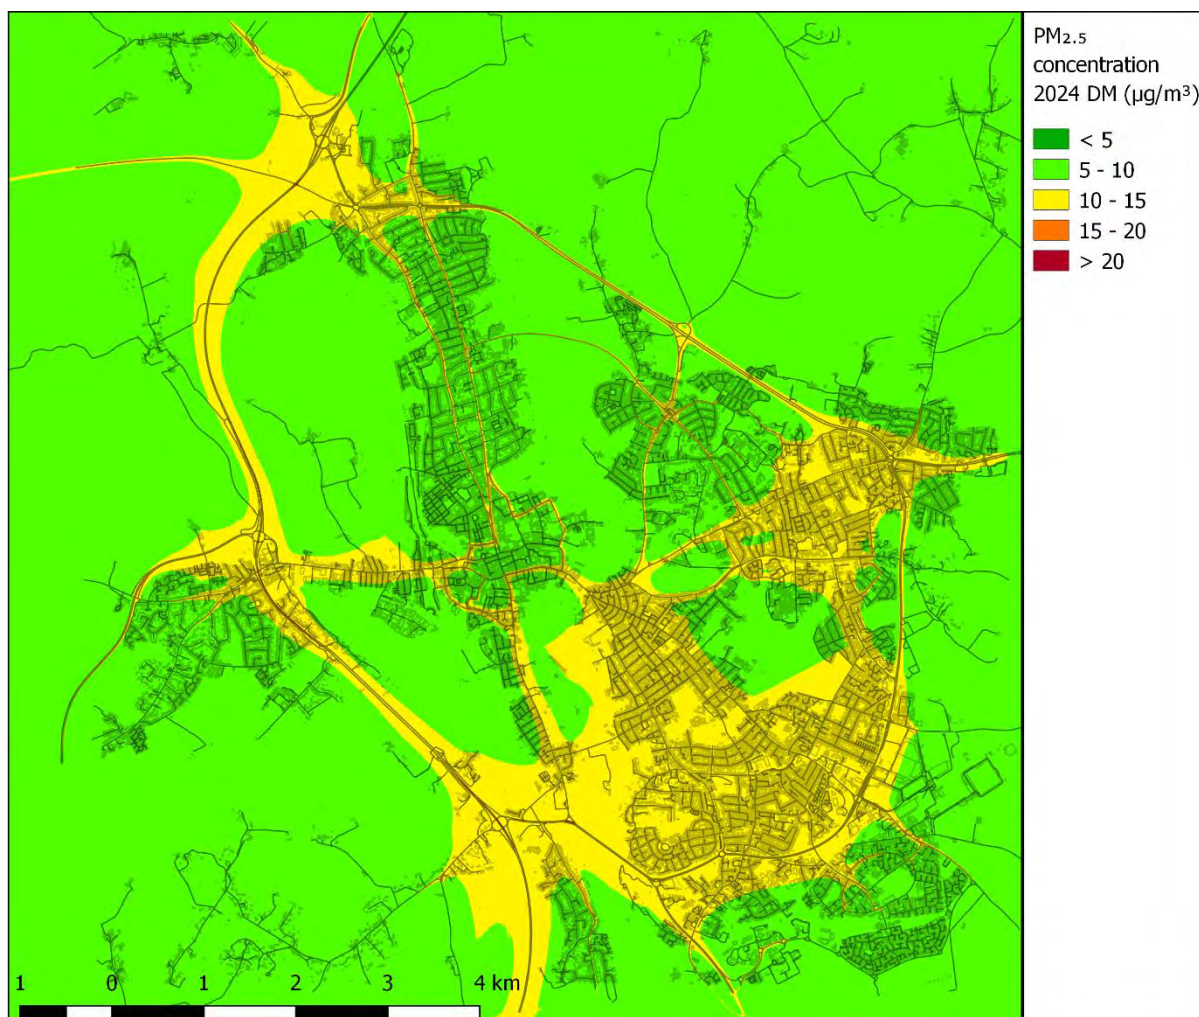 PM₂.₅
concentration
2024 DM (µg/m³)
< 5
5 - 10
10 - 15
15 - 20
> 20
1 0 1 2 3 4 km